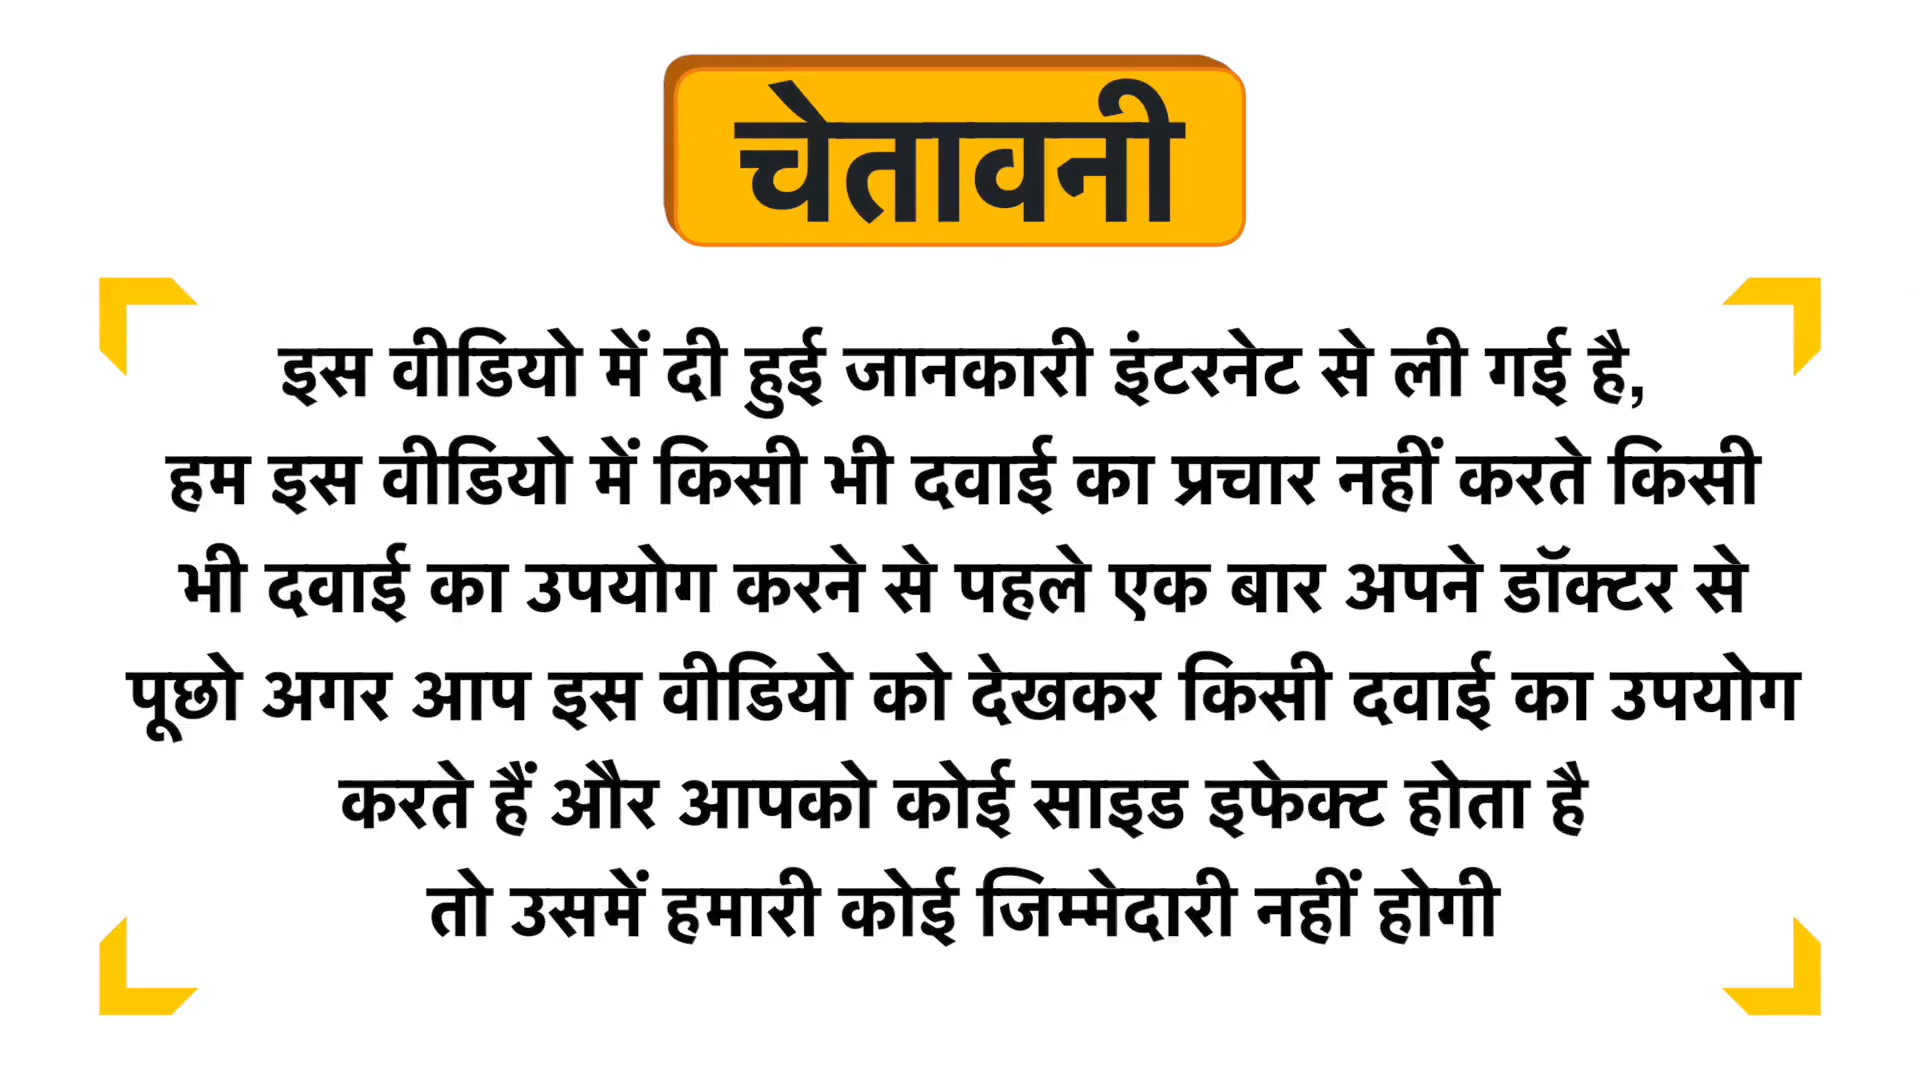 चेतावनी
इस वीडियो में दी हुई जानकारी इंटरनेट से ली गई है,
हम इस वीडियो में किसी भी दवाई का प्रचार नहीं करते किसी
भी दवाई का उपयोग करने से पहले एक बार अपने डॉक्टर से
पूछो अगर आप इस वीडियो को देखकर किसी दवाई का उपयोग
करते हैं और आपको कोई साइड इफेक्ट होता है
तो उसमें हमारी कोई जिम्मेदारी नहीं होगी